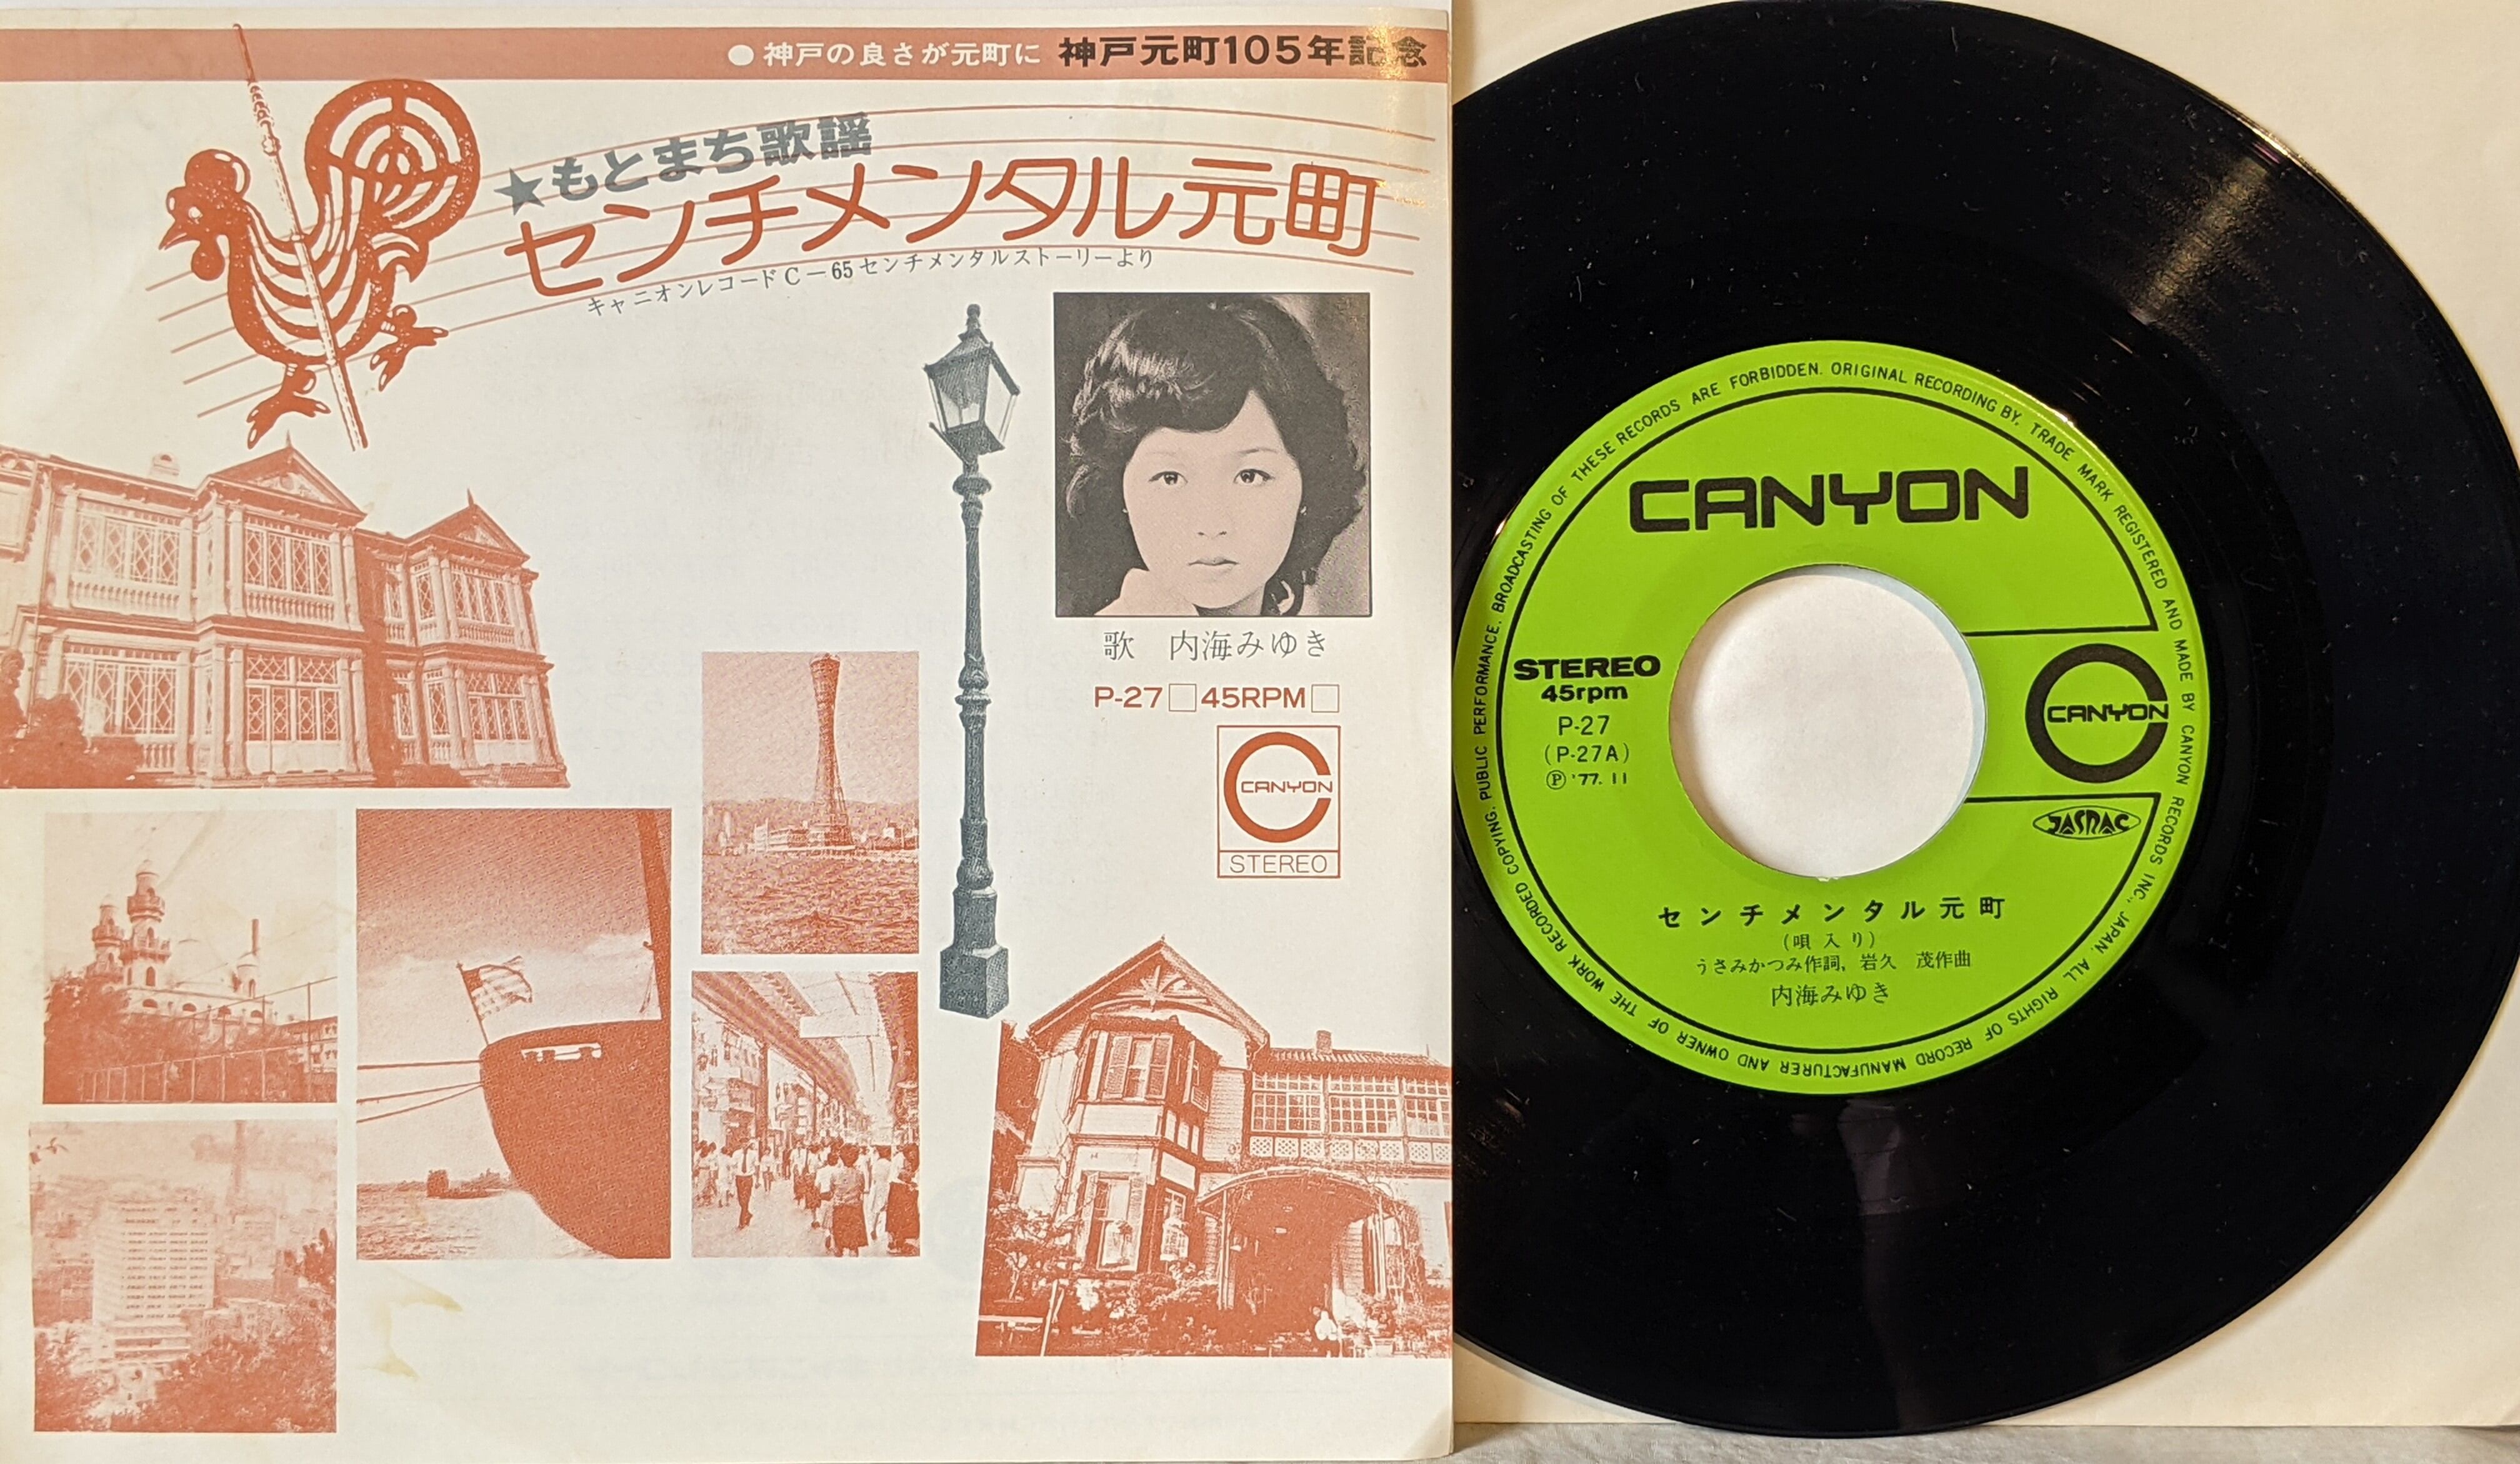 ●神戸の良さが元町に 神戸元町105年記念
★もとまち歌謡
センチメンタル元町
キャニオンレコードC-65センチメンタルストーリーより
歌 内海みゆき
P-27□45RPM□
CANYON
STEREO
CANYON
STEREO
45rpm
P-27
(P-27A)
Ⓟ'77.11
CANYON
JASRAC
センチメンタル元町
(唄入り)
うさみかつみ作詞, 岩久 茂作曲
内海みゆき
ALL RIGHTS OF RECORD MANUFACTURER AND OWNER OF THE WORK RECORDED COPYING. PUBLIC PERFORMANCE. BROADCASTING OF THESE RECORDS ARE FORBIDDEN. ORIGINAL RECORDING BY, TRADE MARK REGISTERED AND MADE BY CANYON RECORDS INC., JAPAN.